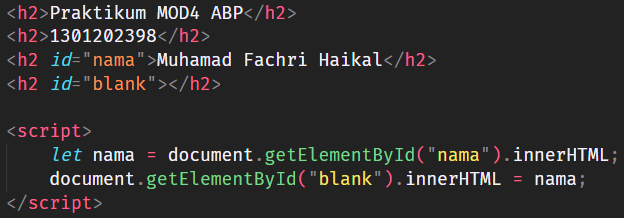 <h2>Praktikum MOD4 ABP</h2>
<h2>1301202398</h2>
<h2 id="nama">Muhamad Fachri Haikal</h2>
<h2 id="blank"></h2>
<script>
let nama = document.getElementById("nama").innerHTML;
document.getElementById("blank").innerHTML = nama;
</script>